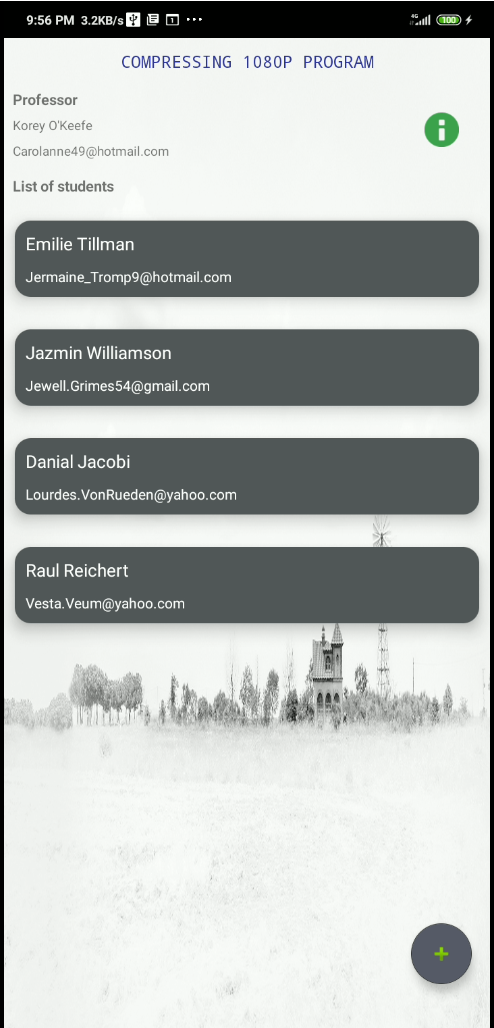 9:56 PM 3.2KB/s 1 4G 100
COMPRESSING 1080P PROGRAM
Professor
Korey O'Keefe
Carolanne49@hotmail.com
List of students
Emilie Tillman
Jermaine_Tromp9@hotmail.com
Jazmin Williamson
Jewell.Grimes54@gmail.com
Danial Jacobi
Lourdes.VonRueden@yahoo.com
Raul Reichert
Vesta.Veum@yahoo.com